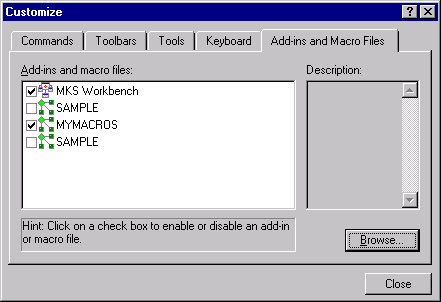 Customize
Commands Toolbars Tools Keyboard Add-ins and Macro Files
Add-ins and macro files:
Description:
MKS Workbench
SAMPLE
MYMACROS
SAMPLE
Hint: Click on a check box to enable or disable an add-in
or macro file.
Browse...
Close